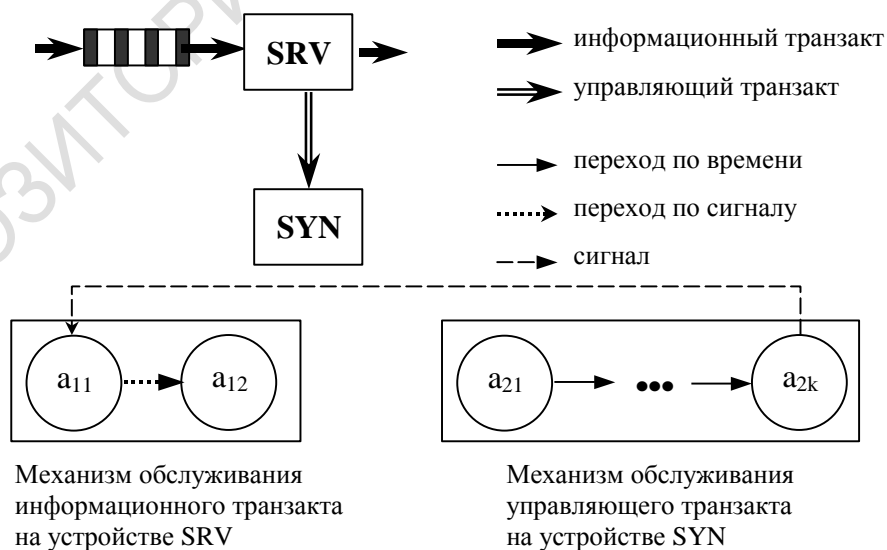 SRV
информационный транзакт
управляющий транзакт
SYN
переход по времени
переход по сигналу
сигнал
a11
a12
a21
a2k
Механизм обслуживания
информационного транзакта
на устройстве SRV
Механизм обслуживания
управляющего транзакта
на устройстве SYN